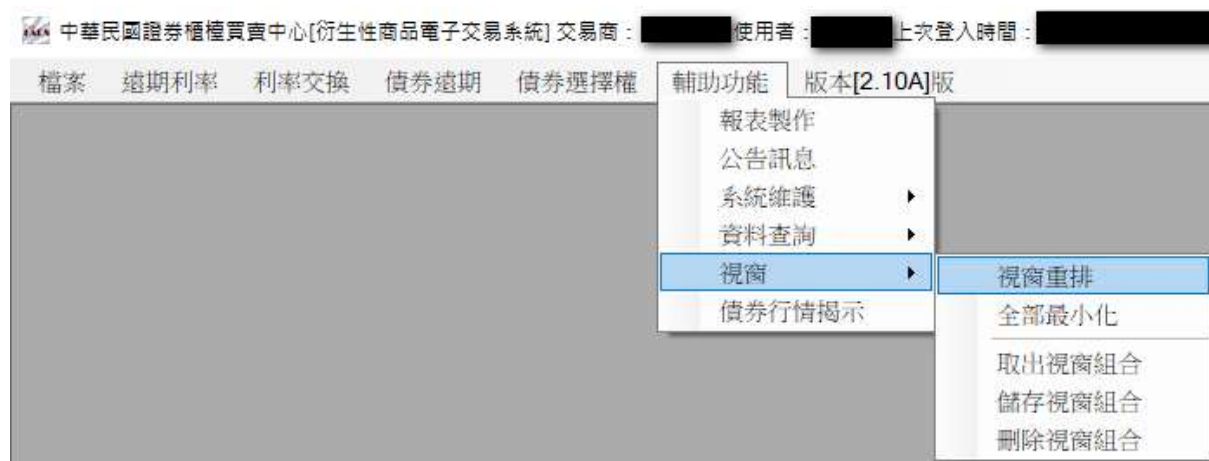 中華民國證券櫃檯買賣中心[衍生性商品電子交易系統] 交易商： 使用者： 上次登入時間：
檔案 遠期利率 利率交換 債券遠期 債券選擇權 輔助功能 版本[2.10A]版
報表製作
公告訊息
系統維護
資料查詢
視窗
債券行情揭示
視窗重排
全部最小化
取出視窗組合
儲存視窗組合
刪除視窗組合